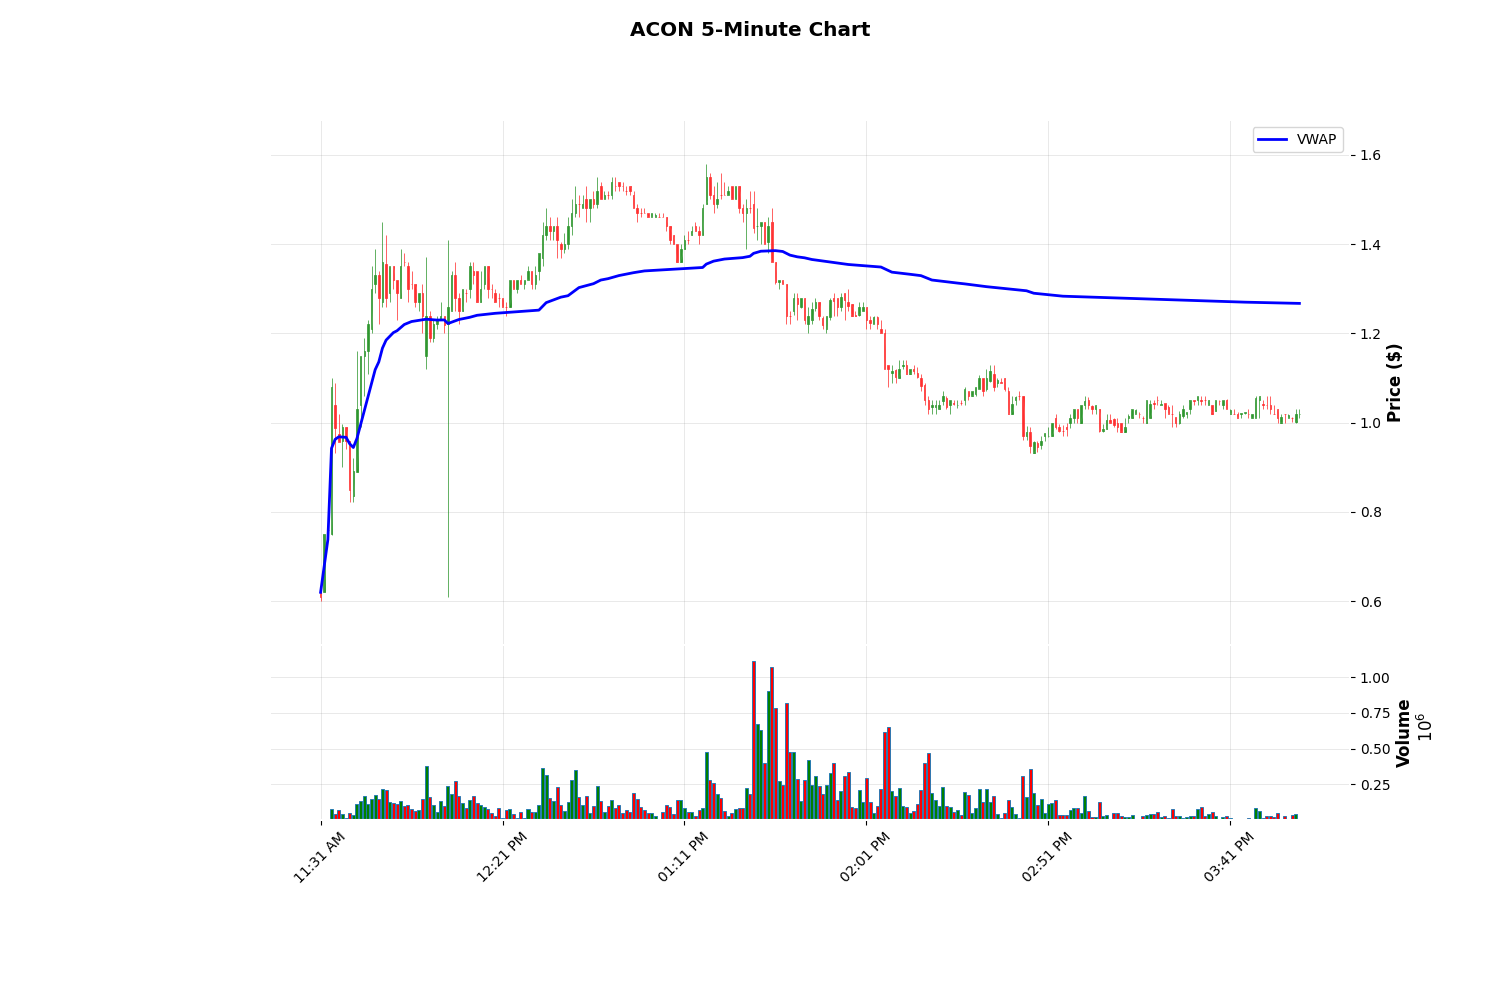 ACON 5-Minute Chart
VWAP
1.6
1.4
1.2
1.0
0.8
0.6
Price ($)
1.00
0.75
0.50
0.25
Volume
10^6
11:31 AM
12:21 PM
01:11 PM
02:01 PM
02:51 PM
03:41 PM